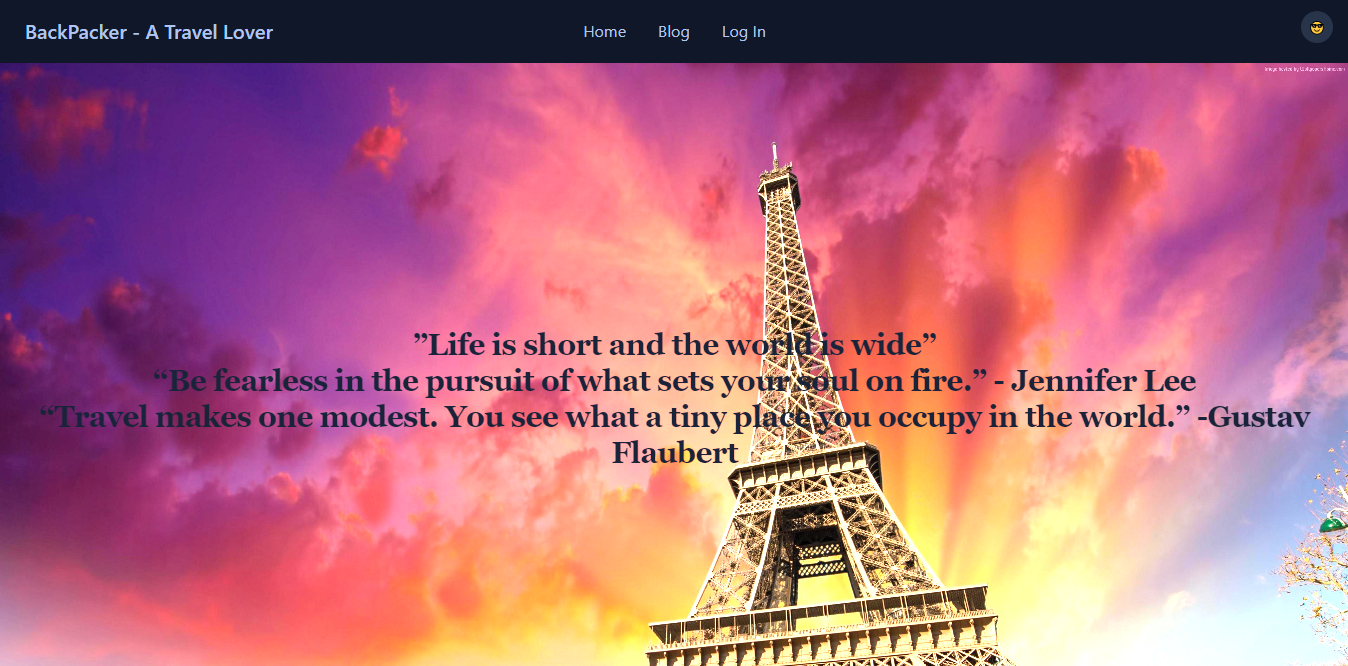 BackPacker - A Travel Lover
Home Blog Log In
”Life is short and the world is wide”
“Be fearless in the pursuit of what sets your soul on fire.” - Jennifer Lee
“Travel makes one modest. You see what a tiny place you occupy in the world.” -Gustav
Flaubert